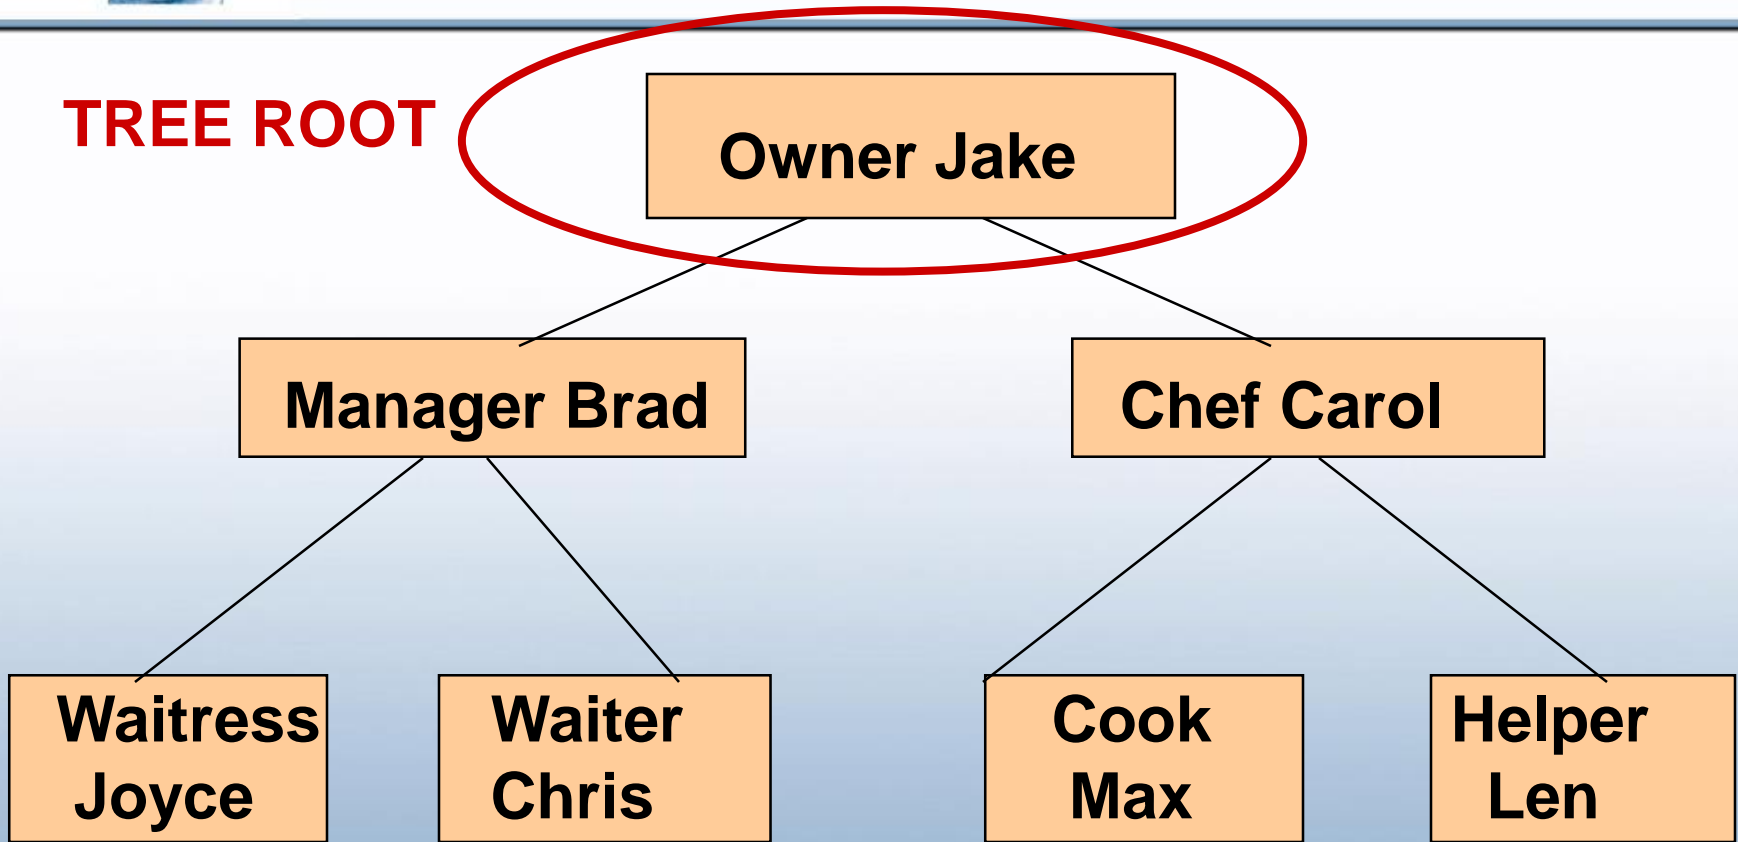 TREE ROOT
Owner Jake
Manager Brad
Chef Carol
Waitress
Joyce
Waiter
Chris
Cook
Max
Helper
Len